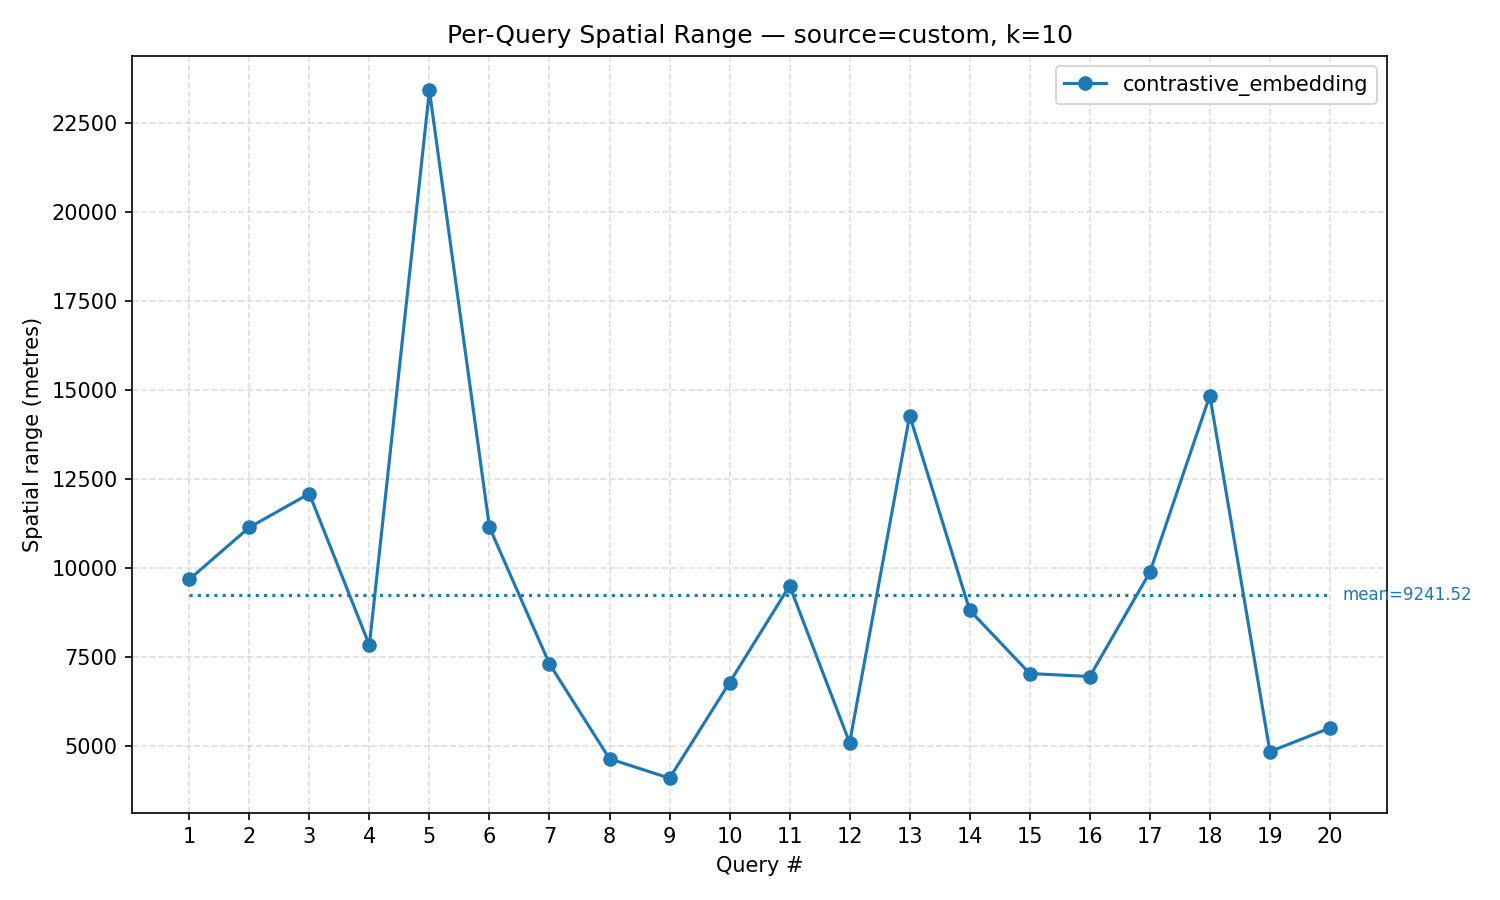 Per-Query Spatial Range — source=custom, k=10
contrastive_embedding
22500
20000
17500
15000
12500
10000
7500
5000
Spatial range (metres)
mean=9241.52
1 2 3 4 5 6 7 8 9 10 11 12 13 14 15 16 17 18 19 20
Query #